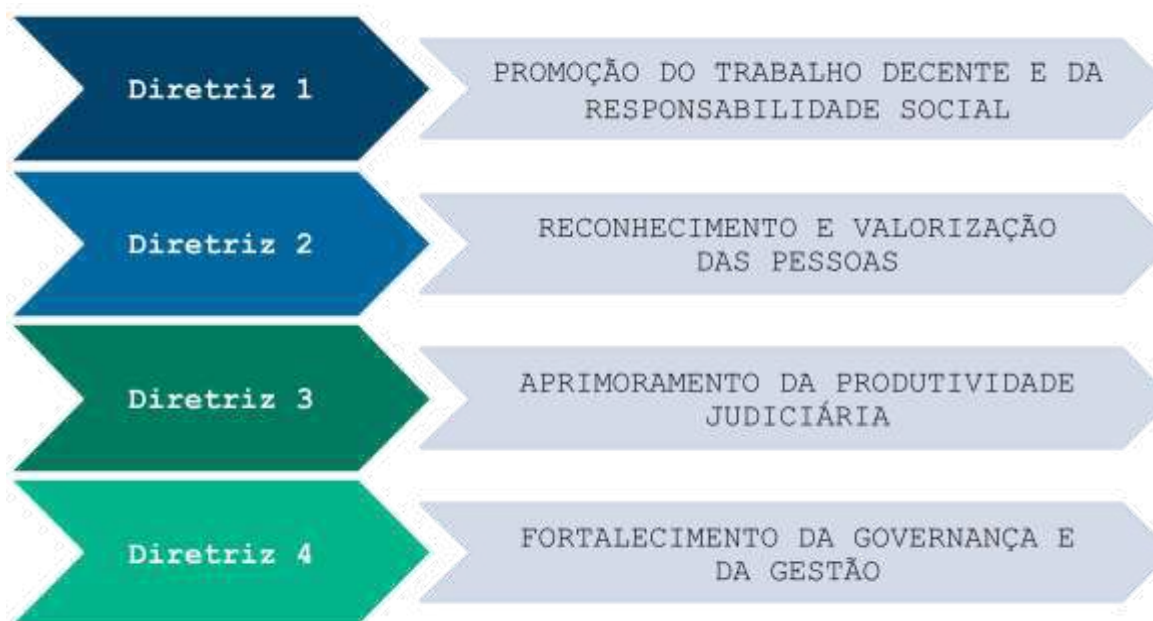 Diretriz 1
PROMOÇÃO DO TRABALHO DECENTE E DA
RESPONSABILIDADE SOCIAL
Diretriz 2
RECONHECIMENTO E VALORIZAÇÃO
DAS PESSOAS
Diretriz 3
APRIMORAMENTO DA PRODUTIVIDADE
JUDICIÁRIA
Diretriz 4
FORTALECIMENTO DA GOVERNANÇA E
DA GESTÃO